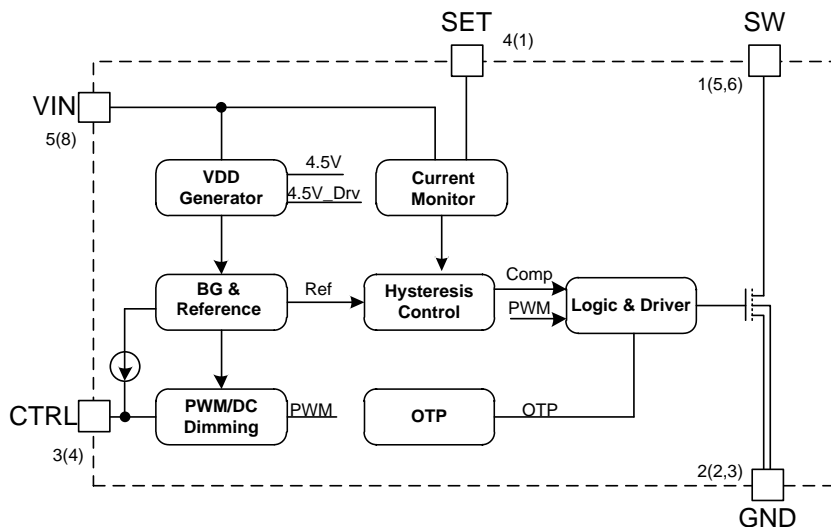 SET
SW
4(1)
1(5,6)
VIN
5(8)
VDD
Generator
4.5V
4.5V_Drv
Current
Monitor
BG &
Reference
Ref
Hysteresis
Control
Comp
PWM
Logic & Driver
CTRL
3(4)
PWM/DC
Dimming
PWM
OTP
OTP
2(2,3)
GND